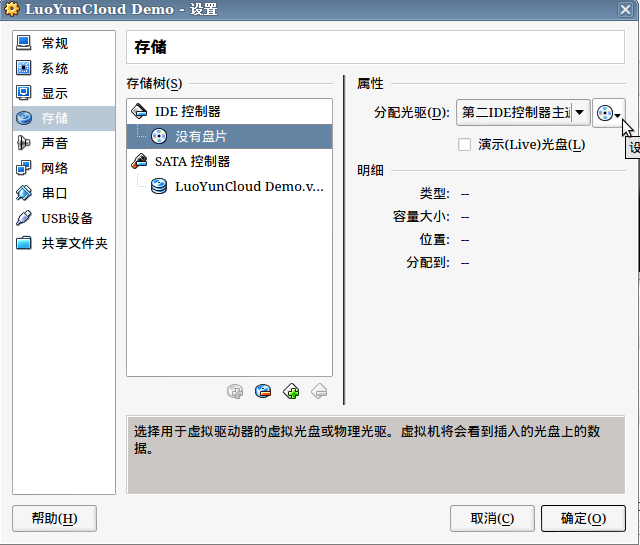 LuoYunCloud Demo - 设置
常规
系统
显示
存储
声音
网络
串口
USB设备
共享文件夹
存储
存储树(S)
IDE 控制器
没有盘片
SATA 控制器
LuoYunCloud Demo.v...
属性
分配光驱(D): 第二IDE控制器主
演示(Live)光盘(L)
明细
类型: --
容量大小: --
位置: --
分配到: --
选择用于虚拟驱动器的虚拟光盘或物理光驱。虚拟机将会看到插入的光盘上的数
据。
帮助(H)
取消(C)
确定(O)